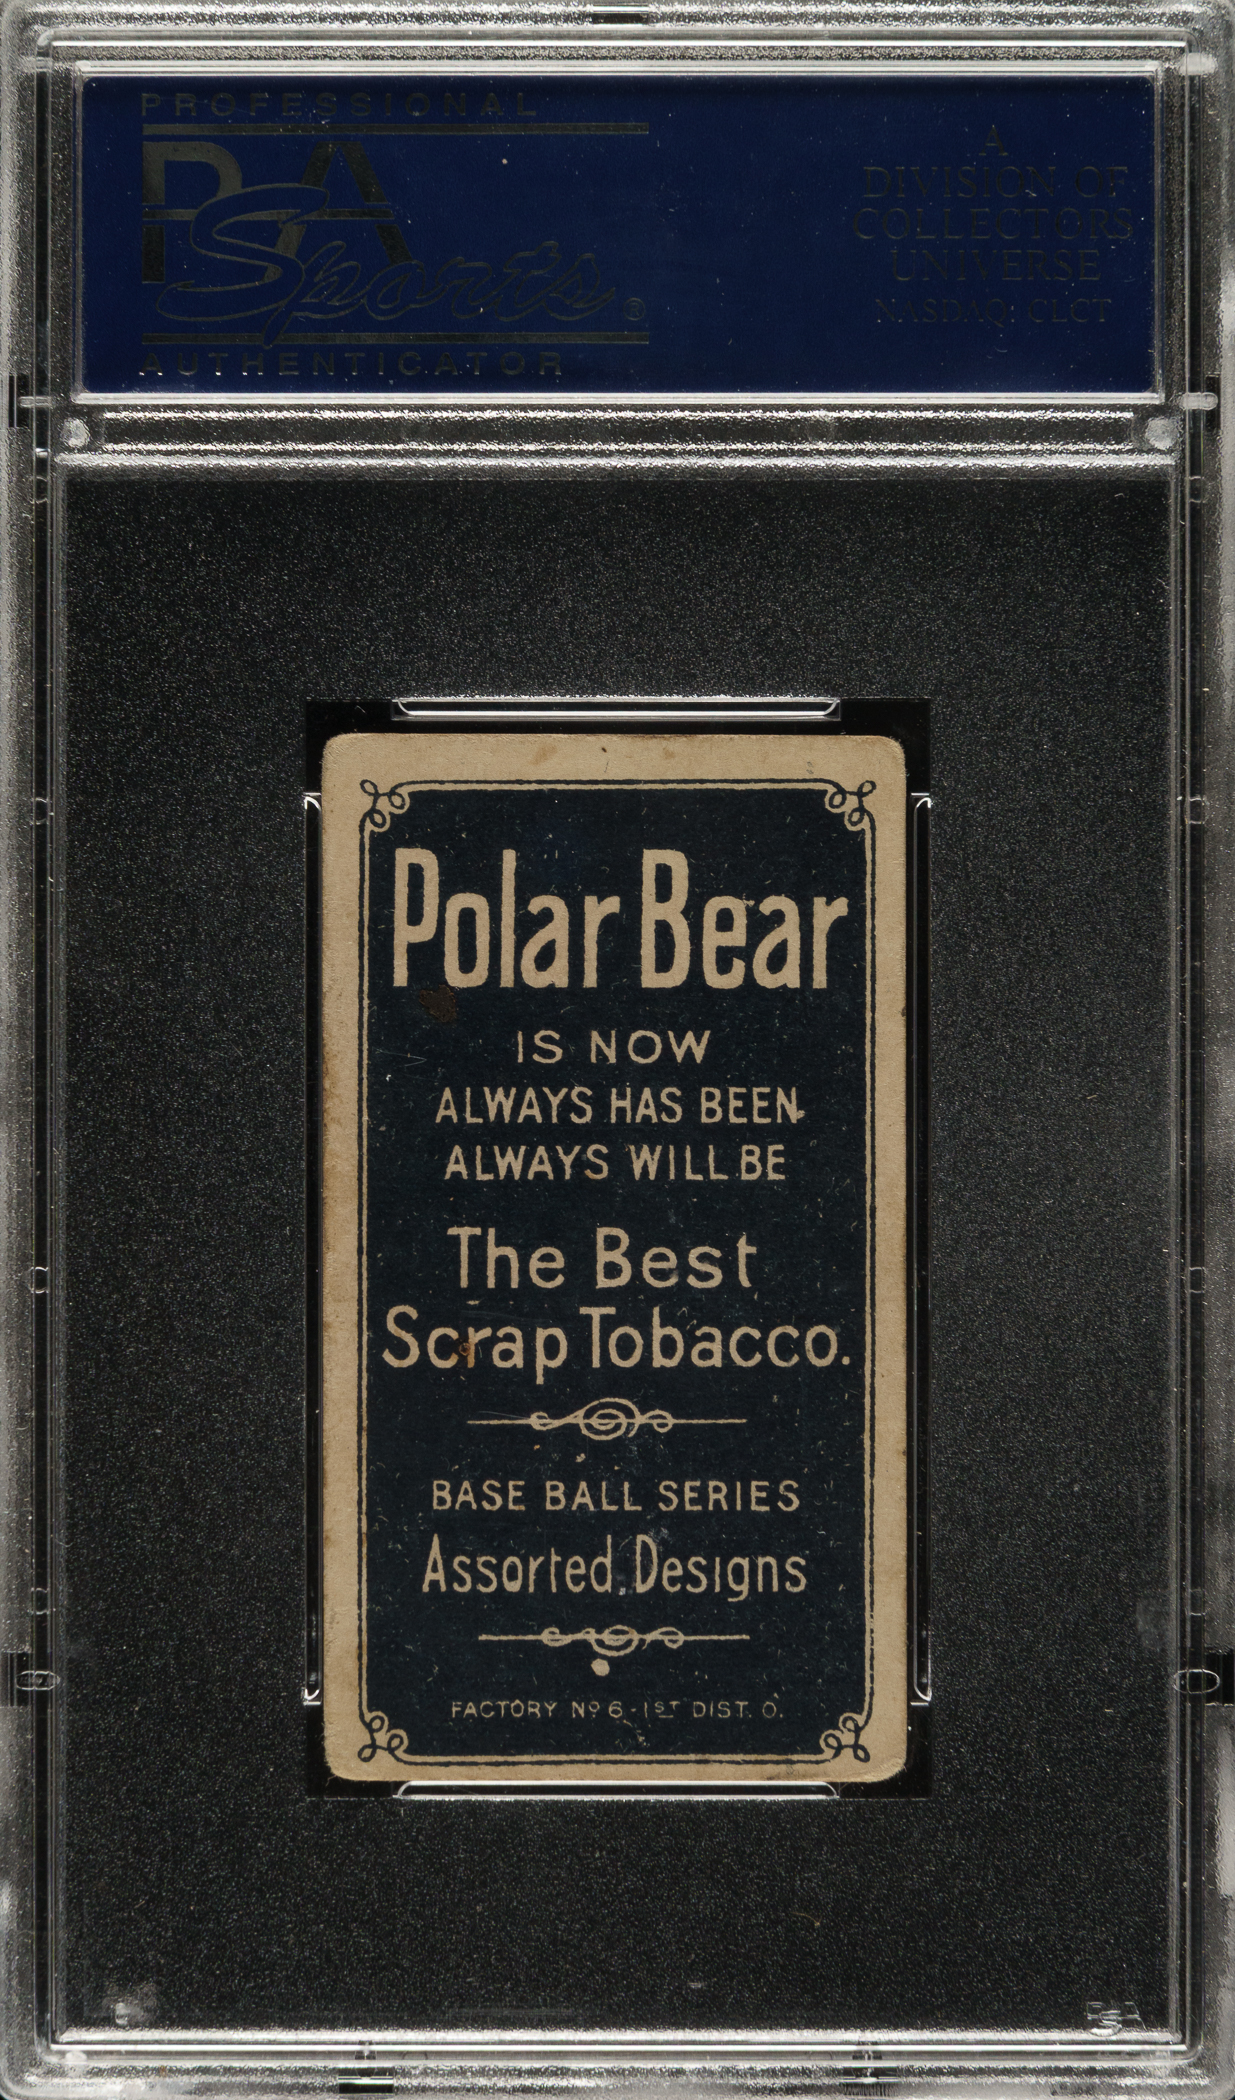 PROFESSIONAL
PSA
Sports®
AUTHENTICATOR
A
DIVISION OF
COLLECTORS
UNIVERSE
NASDAQ: CLCT
Polar Bear
IS NOW
ALWAYS HAS BEEN
ALWAYS WILL BE
The Best
Scrap Tobacco.
BASE BALL SERIES
Assorted Designs
FACTORY Nº 6 - 1ST DIST. O.
PSA